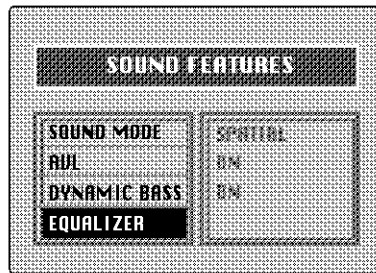 SOUND FEATURES
SOUND MODE SPATIAL
AVL ON
DYNAMIC BASS ON
EQUALIZER